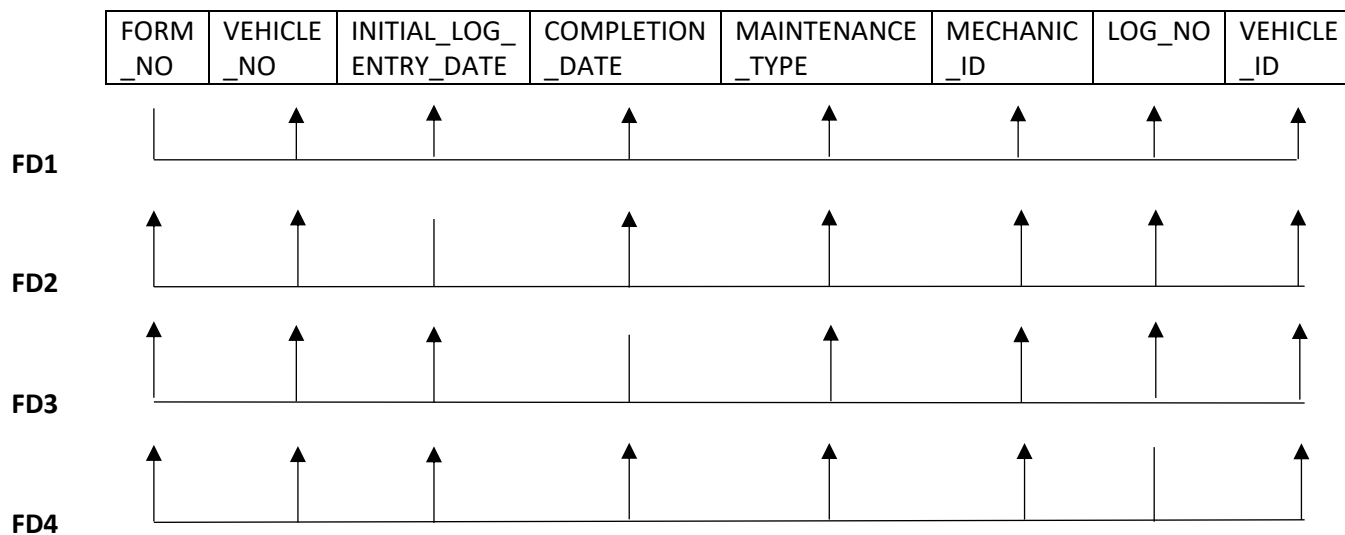 FORM VEHICLE INITIAL_LOG_ COMPLETION MAINTENANCE MECHANIC LOG_NO VEHICLE
_NO _NO ENTRY_DATE _DATE _TYPE _ID _ID
FD1
FD2
FD3
FD4